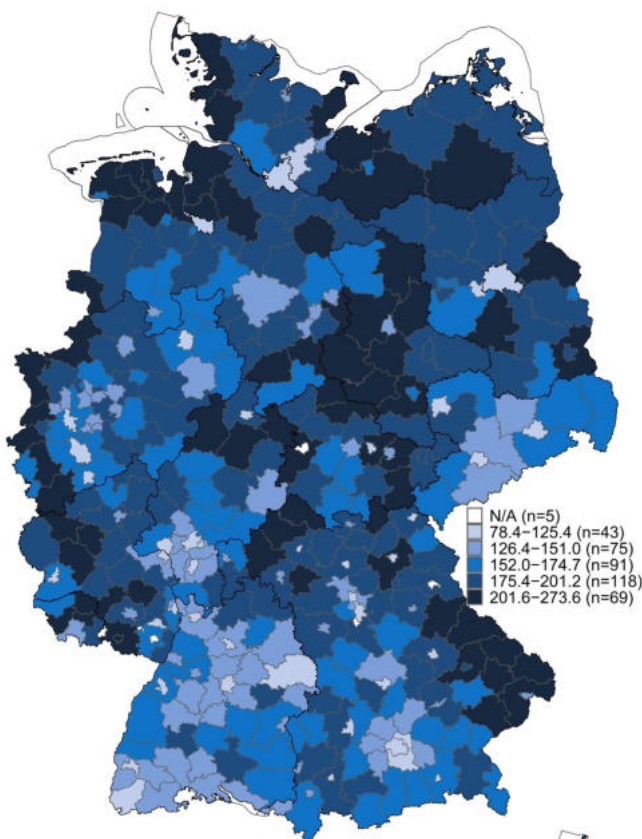 N/A (n=5)
78.4−125.4 (n=43)
126.4−151.0 (n=75)
152.0−174.7 (n=91)
175.4−201.2 (n=118)
201.6−273.6 (n=69)